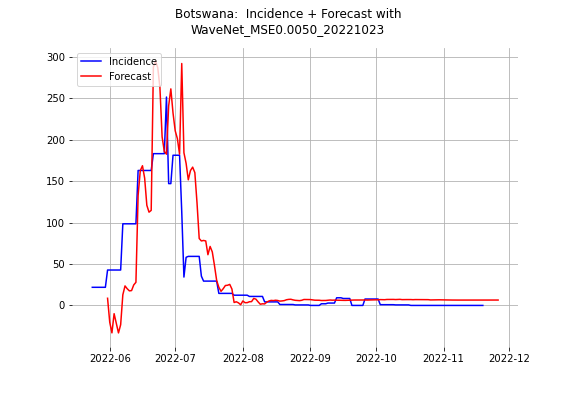 Botswana:  Incidence + Forecast with
WaveNet_MSE0.0050_20221023
Incidence
Forecast
300
250
200
150
100
50
0
2022-06 2022-07 2022-08 2022-09 2022-10 2022-11 2022-12